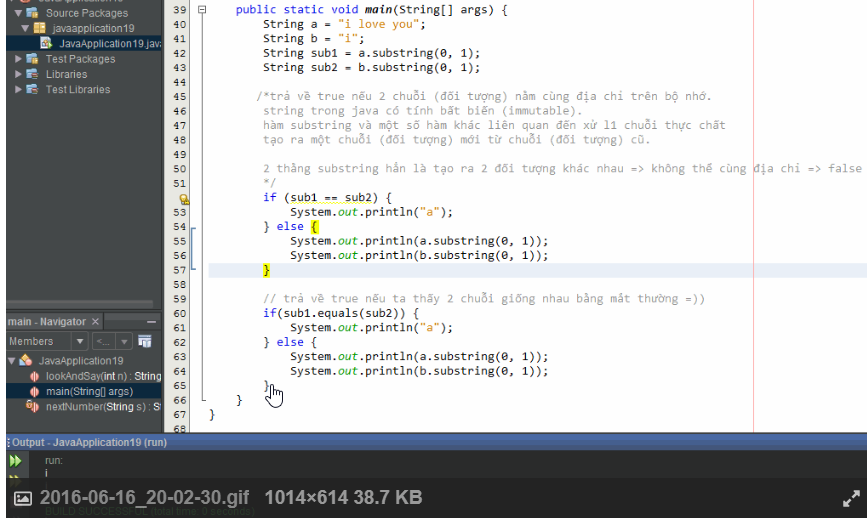 JavaApplication19
Source Packages
javaapplication19
JavaApplication19.java
Test Packages
Libraries
Test Libraries
main - Navigator
Members
<...
JavaApplication19
lookAndSay(int n) : String
main(String[] args)
nextNumber(String s) : S
39 public static void main(String[] args) {
40 String a = "i love you";
41 String b = "i";
42 String sub1 = a.substring(0, 1);
43 String sub2 = b.substring(0, 1);
44
45 /*trả về true nếu 2 chuỗi (đối tượng) nằm cùng địa chỉ trên bộ nhớ.
46 string trong java có tính bất biến (immutable).
47 hàm substring và một số hàm khác liên quan đến xử l1 chuỗi thực chất
48 tạo ra một chuỗi (đối tượng) mới từ chuỗi (đối tượng) cũ.
49
50 2 thằng substring hẳn là tạo ra 2 đối tượng khác nhau => không thể cùng địa chỉ => false
51 */
if (sub1 == sub2) {
53 System.out.println("a");
54 } else {
55 System.out.println(a.substring(0, 1));
56 System.out.println(b.substring(0, 1));
57 }
58
59 // trả về true nếu ta thấy 2 chuỗi giống nhau bằng mắt thường =))
60 if(sub1.equals(sub2)) {
61 System.out.println("a");
62 } else {
63 System.out.println(a.substring(0, 1));
64 System.out.println(b.substring(0, 1));
65 }
66 }
67 }
68
Output - JavaApplication19 (run)
run:
i
2016-06-16_20-02-30.gif 1014×614 38.7 KB
BUILD SUCCESSFUL (total time: 0 seconds)